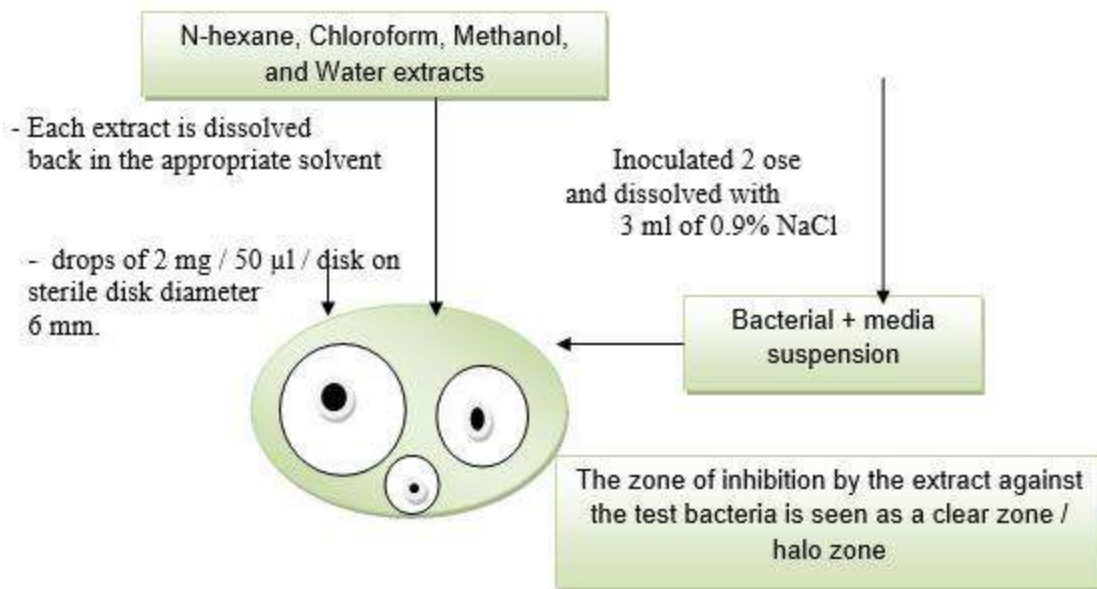 N-hexane, Chloroform, Methanol,
and Water extracts
- Each extract is dissolved
back in the appropriate solvent
- drops of 2 mg / 50 µl / disk on
sterile disk diameter
6 mm.
Inoculated 2 ose
and dissolved with
3 ml of 0.9% NaCl
Bacterial + media
suspension
The zone of inhibition by the extract against
the test bacteria is seen as a clear zone /
halo zone